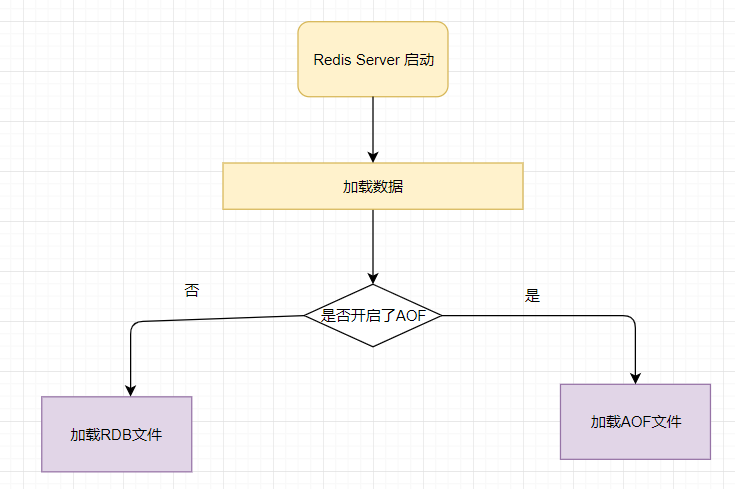 Redis Server 启动
加载数据
否
是
是否开启了AOF
加载RDB文件
加载AOF文件